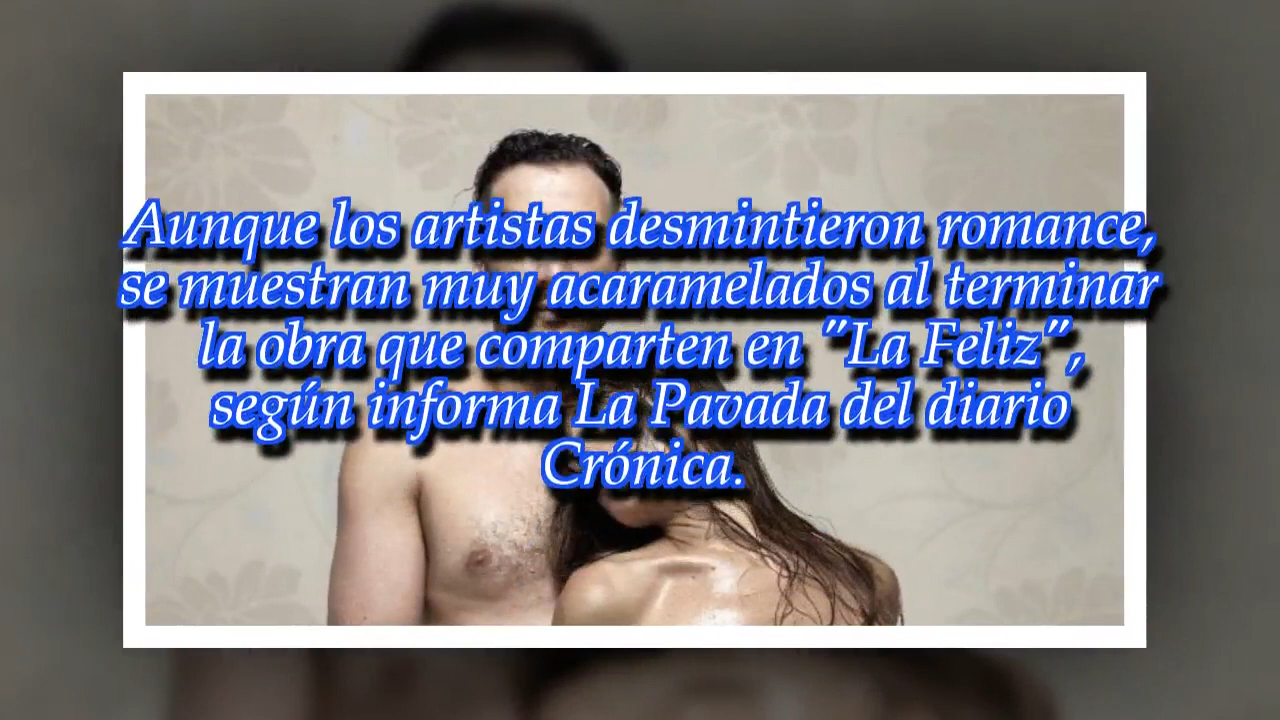 Aunque los artistas desmintieron romance,
se muestran muy acaramelados al terminar
la obra que comparten en "La Feliz",
según informa La Pavada del diario
Crónica.